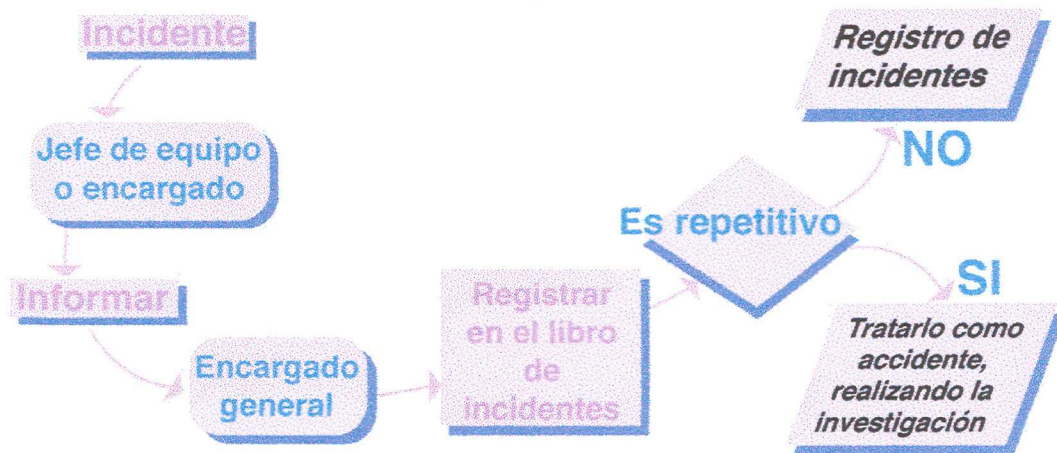 Incidente
Jefe de equipo
o encargado
Informar
Encargado
general
Registrar
en el libro
de
incidentes
Es repetitivo
NO
Registro de
incidentes
SI
Tratarlo como
accidente,
realizando la
investigación